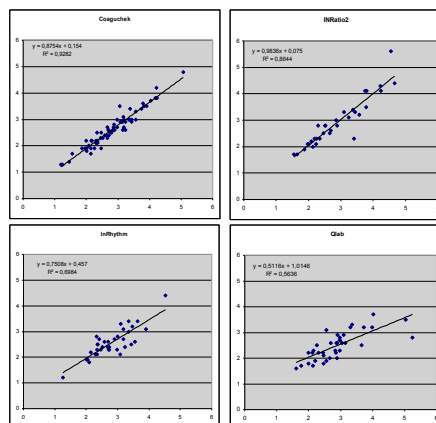 Coaguchek
y = 0,8754x + 0,154
R² = 0,9282
6
5
4
3
2
1
0
0 1 2 3 4 5 6
INRatio2
y = 0,9836x + 0,075
R² = 0,8644
6
5
4
3
2
1
0
0 1 2 3 4 5 6
InRhythm
y = 0,7508x + 0,457
R² = 0,6984
6
5
4
3
2
1
0
0 1 2 3 4 5 6
Qlab
y = 0,5116x + 1,0146
R² = 0,5636
6
5
4
3
2
1
0
0 1 2 3 4 5 6